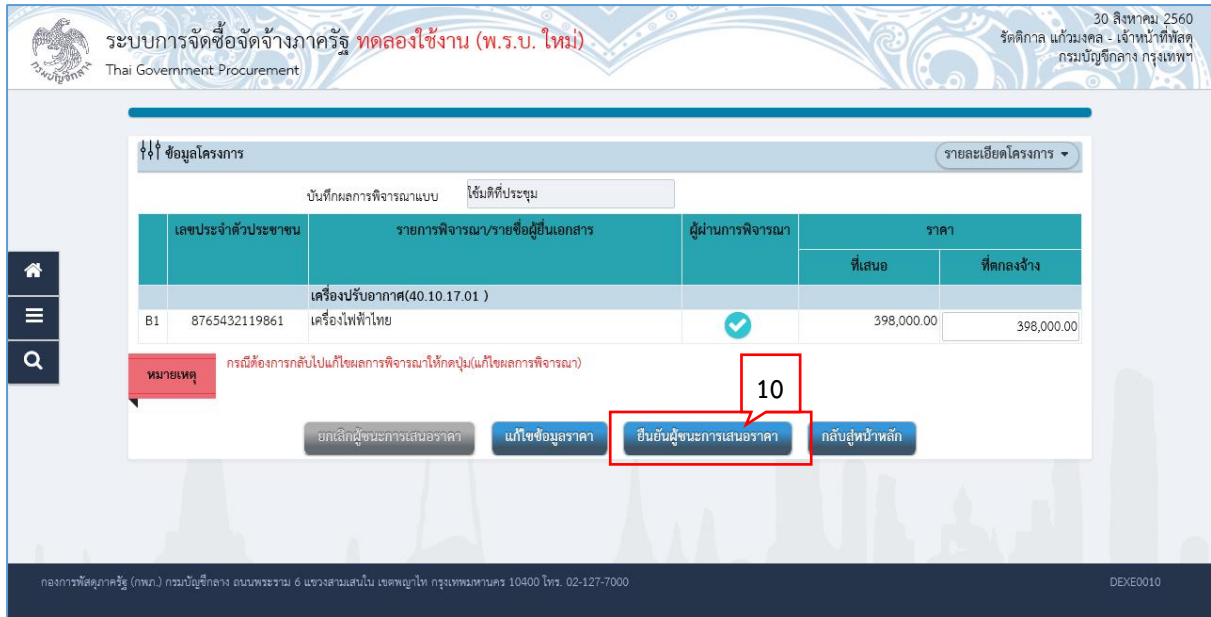 30 สิงหาคม 2560
ระบบการจัดซื้อจัดจ้างภาครัฐ ทดลองใช้งาน (พ.ร.บ. ใหม่)
รัตติกาล แก้วมงคล - เจ้าหน้าที่พัสดุ
Thai Government Procurement
กรมบัญชีกลาง กรุงเทพฯ
ข้อมูลโครงการ
รายละเอียดโครงการ
บันทึกผลการพิจารณาแบบ ใช้มติที่ประชุม
เลขประจำตัวประชาชน รายการพิจารณา/รายชื่อผู้ยื่นเอกสาร ผู้ผ่านการพิจารณา ราคา
ที่เสนอ ที่ตกลงจ้าง
เครื่องปรับอากาศ(40.10.17.01 )
B1 8765432119861 เครื่องไฟฟ้าไทย 398,000.00 398,000.00
หมายเหตุ กรณีต้องการกลับไปแก้ไขผลการพิจารณาให้กดปุ่ม(แก้ไขผลการพิจารณา)
10
ยกเลิกผู้ชนะการเสนอราคา แก้ไขข้อมูลราคา ยืนยันผู้ชนะการเสนอราคา กลับสู่หน้าหลัก
กองการพัสดุภาครัฐ (กพภ.) กรมบัญชีกลาง ถนนพระราม 6 แขวงสามเสนใน เขตพญาไท กรุงเทพมหานคร 10400 โทร. 02-127-7000
DEXE0010